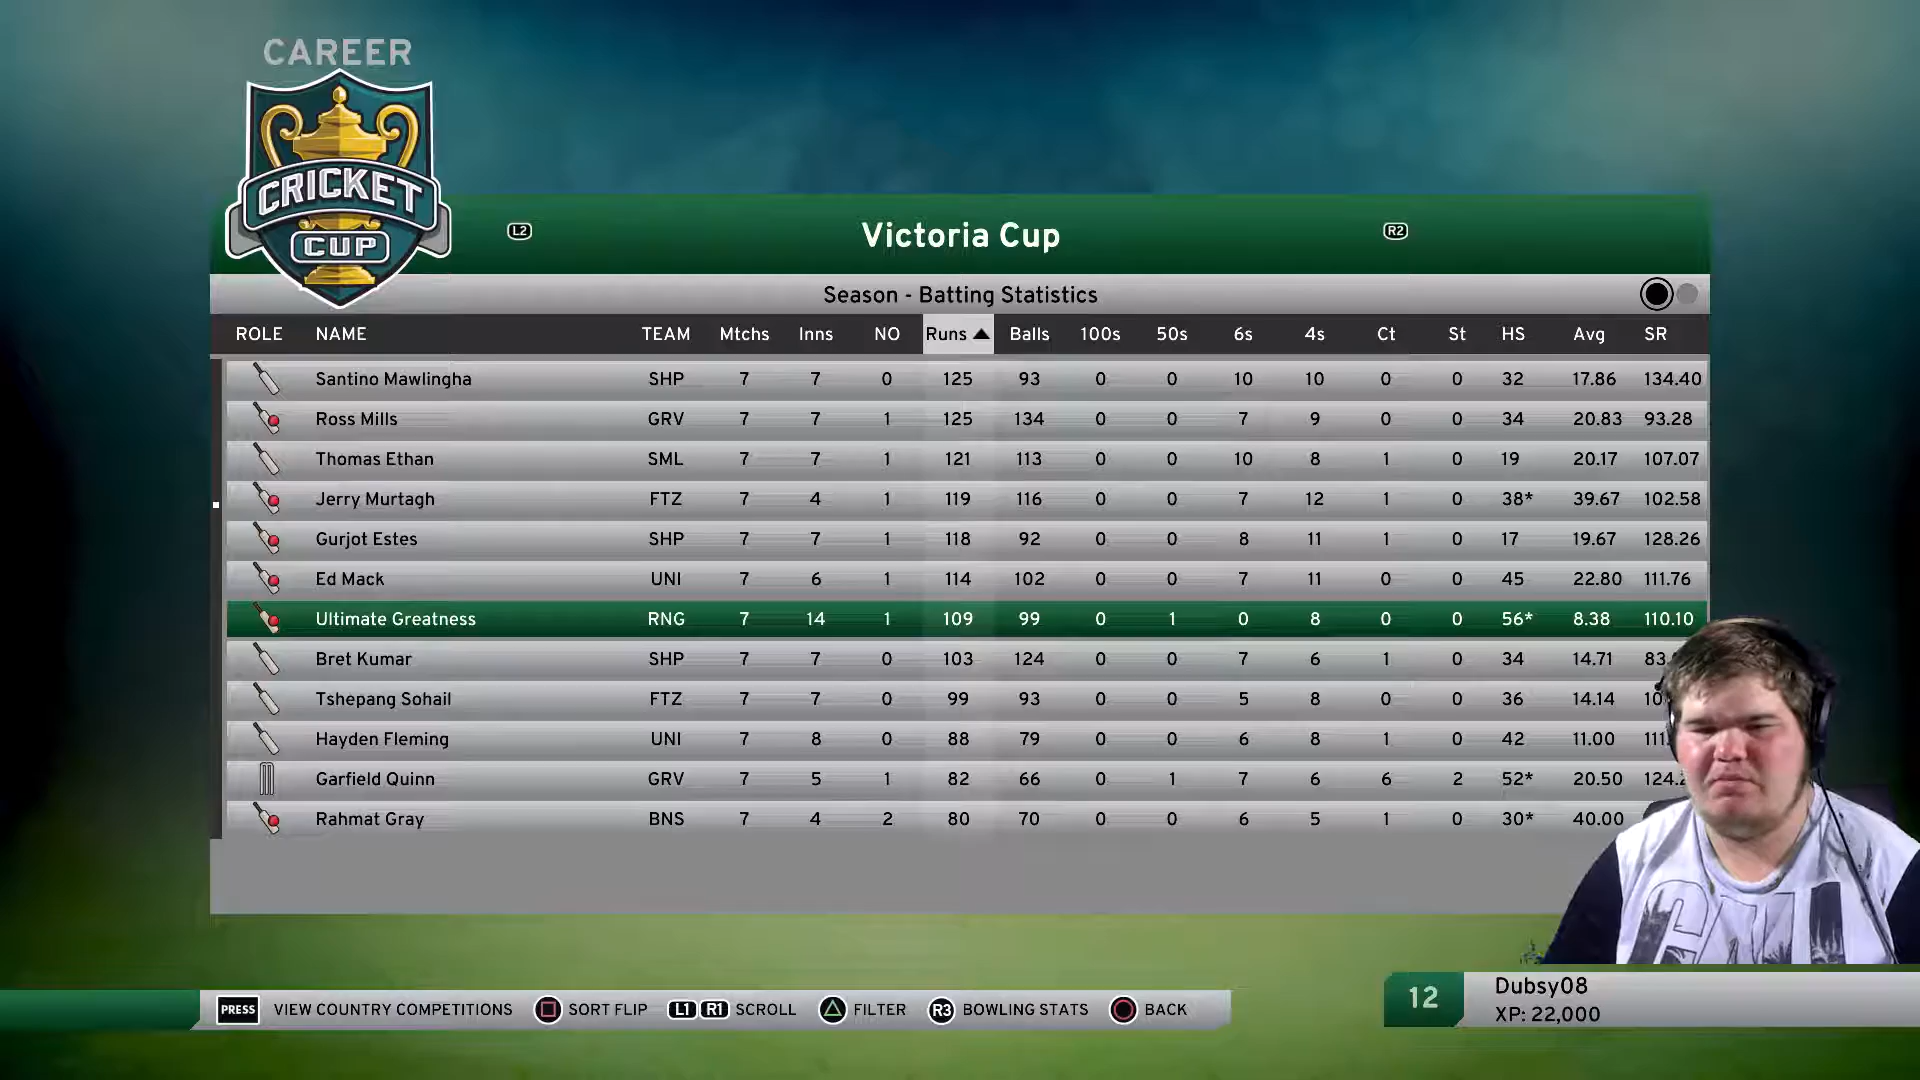 CAREER
CRICKET
CUP
L2 Victoria Cup R2
Season - Batting Statistics
ROLE NAME TEAM Mtchs Inns NO Runs Balls 100s 50s 6s 4s Ct St HS Avg SR
Santino Mawlingha SHP 7 7 0 125 93 0 0 10 10 0 0 32 17.86 134.40
Ross Mills GRV 7 7 1 125 134 0 0 7 9 0 0 34 20.83 93.28
Thomas Ethan SML 7 7 1 121 113 0 0 10 8 1 0 19 20.17 107.07
Jerry Murtagh FTZ 7 4 1 119 116 0 0 7 12 1 0 38* 39.67 102.58
Gurjot Estes SHP 7 7 1 118 92 0 0 8 11 1 0 17 19.67 128.26
Ed Mack UNI 7 6 1 114 102 0 0 7 11 0 0 45 22.80 111.76
Ultimate Greatness RNG 7 14 1 109 99 0 1 0 8 0 0 56* 8.38 110.10
Bret Kumar SHP 7 7 0 103 124 0 0 7 6 1 0 34 14.71
Tshepang Sohail FTZ 7 7 0 99 93 0 0 5 8 0 0 36 14.14
Hayden Fleming UNI 7 8 0 88 79 0 0 6 8 1 0 42 11.00
Garfield Quinn GRV 7 5 1 82 66 0 1 7 6 6 2 52* 20.50
Rahmat Gray BNS 7 4 2 80 70 0 0 6 5 1 0 30* 40.00
PRESS VIEW COUNTRY COMPETITIONS SORT FLIP L1 R1 SCROLL FILTER R3 BOWLING STATS BACK
12 Dubsy08
XP: 22,000